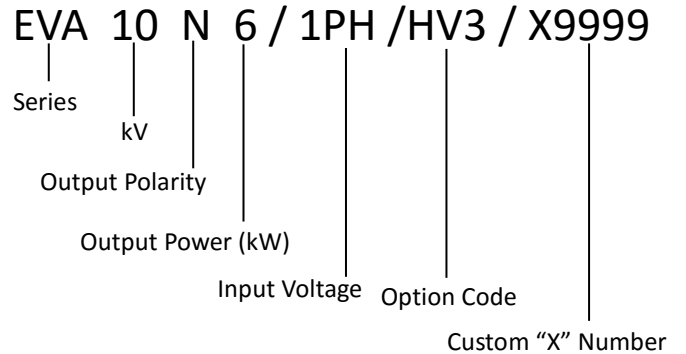 EVA 10 N 6 / 1PH /HV3 / X9999
Series
kV
Output Polarity
Output Power (kW)
Input Voltage
Option Code
Custom “X” Number